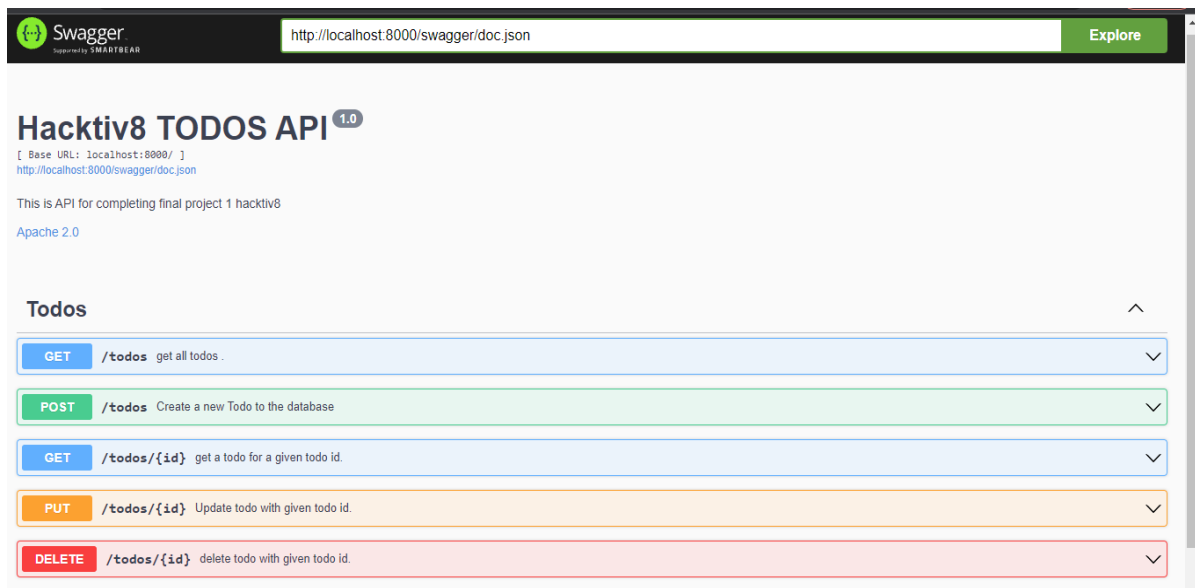 {··} Swagger
Supported by SMARTBEAR
http://localhost:8000/swagger/doc.json
Explore
Hacktiv8 TODOS API 1.0
[ Base URL: localhost:8000/ ]
http://localhost:8000/swagger/doc.json
This is API for completing final project 1 hacktiv8
Apache 2.0
Todos
GET /todos get all todos .
POST /todos Create a new Todo to the database
GET /todos/{id} get a todo for a given todo id.
PUT /todos/{id} Update todo with given todo id.
DELETE /todos/{id} delete todo with given todo id.